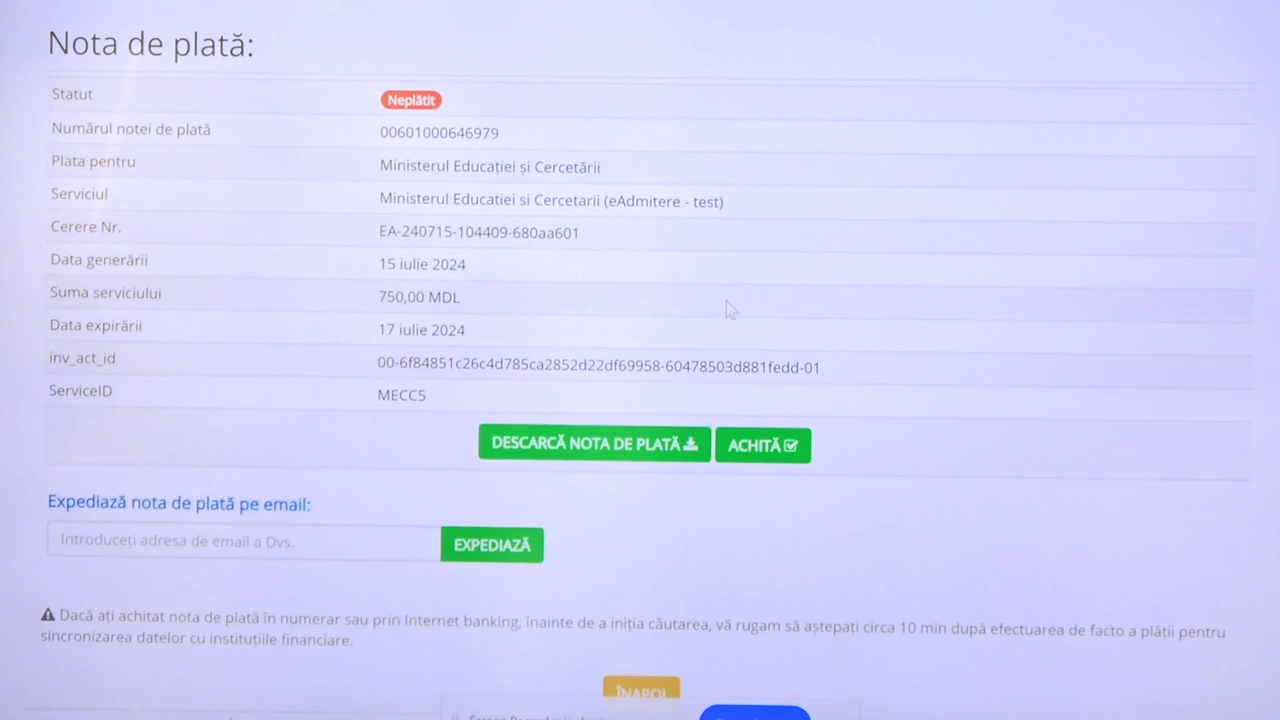 Nota de plată:
Statut Neplătit
Numărul notei de plată 00601000646979
Plata pentru Ministerul Educației și Cercetării
Serviciul Ministerul Educatiei si Cercetarii (eAdmitere - test)
Cerere Nr. EA-240715-104409-680aa601
Data generării 15 iulie 2024
Suma serviciului 750,00 MDL
Data expirării 17 iulie 2024
inv_act_id 00-6f84851c26c4d785ca2852d22df69958-60478503d881fedd-01
ServiceID MECC5
DESCARCĂ NOTA DE PLATĂ ACHITĂ
Expediază nota de plată pe email:
Introduceți adresa de email a Dvs. EXPEDIAZĂ
Dacă ați achitat nota de plată în numerar sau prin Internet banking, înainte de a iniția căutarea, vă rugam să aștepați circa 10 min după efectuarea de facto a plății pentru
sincronizarea datelor cu instituțiile financiare.
ÎNAPOI